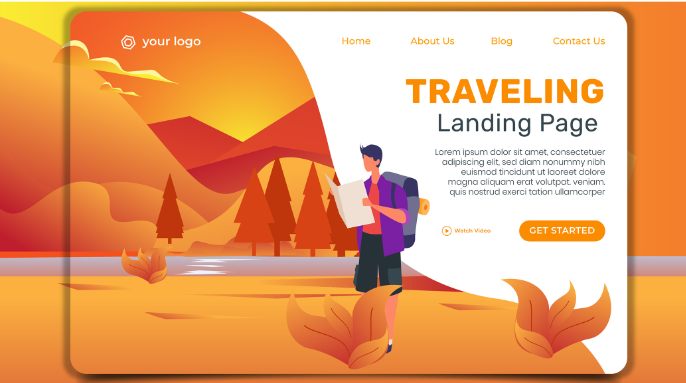 your logo
Home About Us Blog Contact Us
TRAVELING
Landing Page
Lorem ipsum dolor sit amet, consectetuer
adipiscing elit, sed diam nonummy nibh
euismod tincidunt ut laoreet dolore
magna aliquam erat volutpat. veniam,
quis nostrud exerci tation ullamcorper
Watch Video
GET STARTED